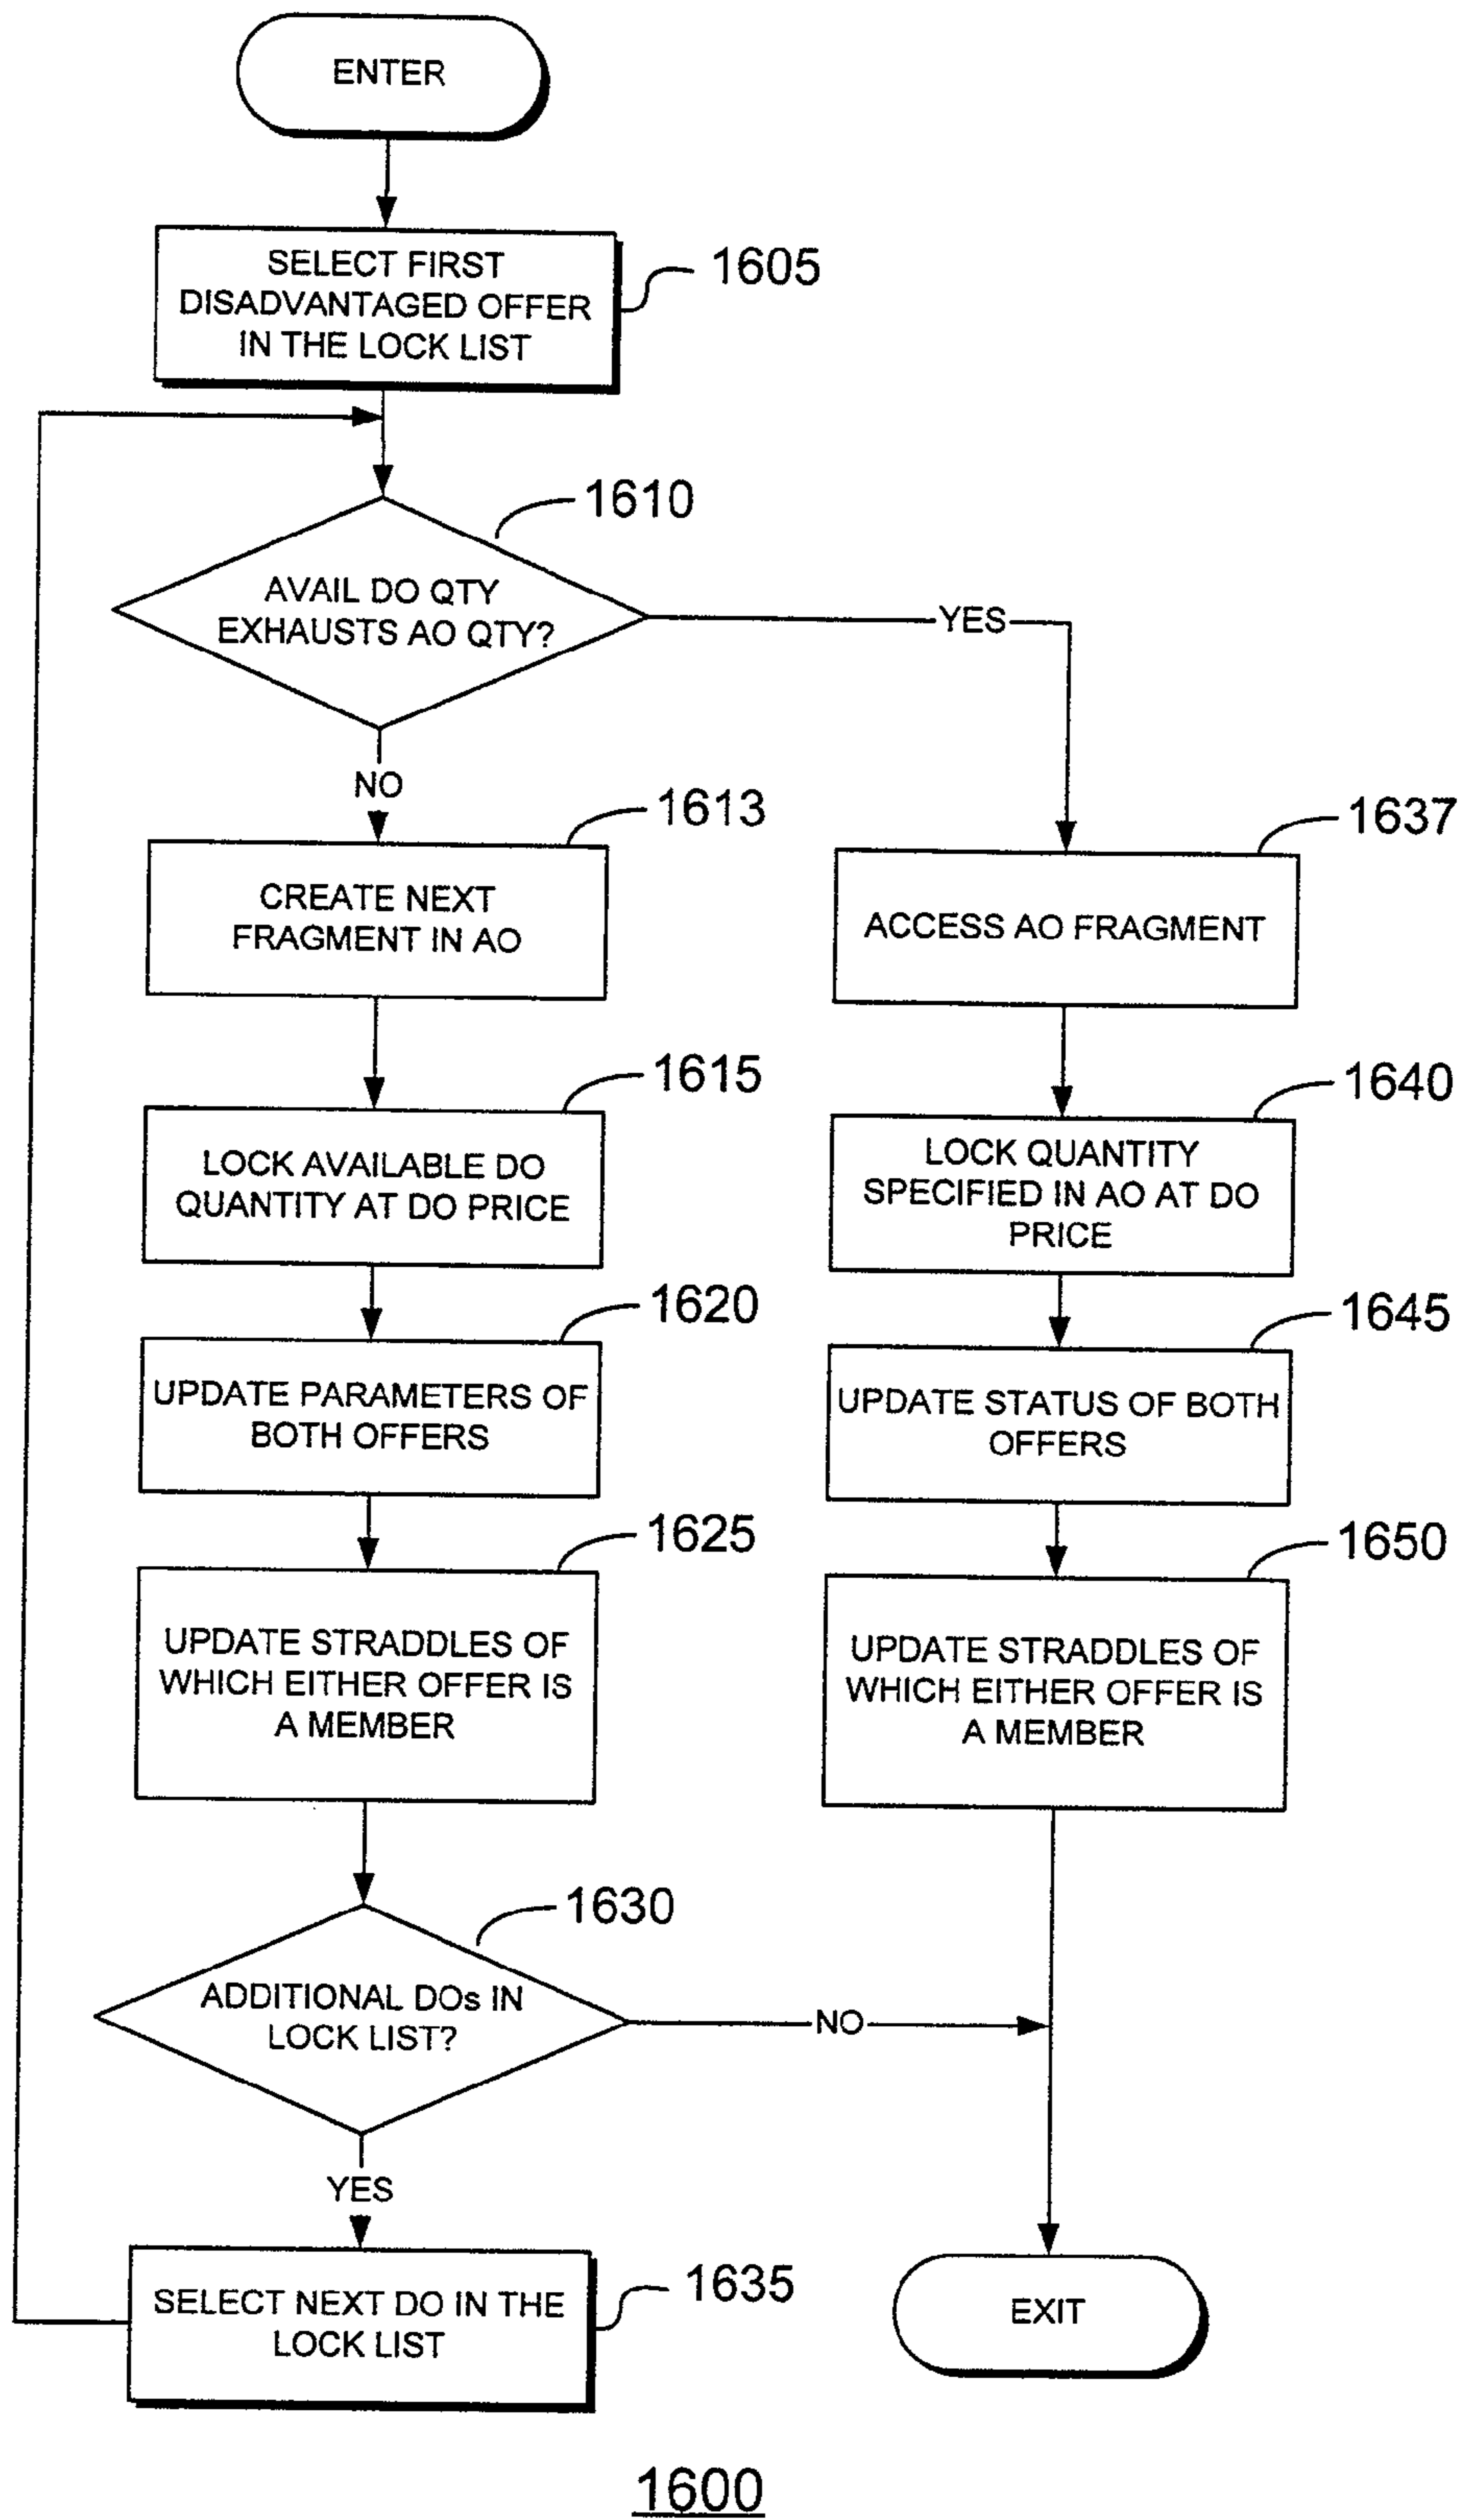 ENTER
SELECT FIRST
DISADVANTAGED OFFER
IN THE LOCK LIST
1605
1610
AVAIL DO QTY
EXHAUSTS AO QTY?
YES
NO
1613
CREATE NEXT
FRAGMENT IN AO
1637
ACCESS AO FRAGMENT
1615
LOCK AVAILABLE DO
QUANTITY AT DO PRICE
1640
LOCK QUANTITY
SPECIFIED IN AO AT DO
PRICE
1620
UPDATE PARAMETERS OF
BOTH OFFERS
1645
UPDATE STATUS OF BOTH
OFFERS
1625
UPDATE STRADDLES OF
WHICH EITHER OFFER IS
A MEMBER
1650
UPDATE STRADDLES OF
WHICH EITHER OFFER IS
A MEMBER
1630
ADDITIONAL DOs IN
LOCK LIST?
NO
YES
SELECT NEXT DO IN THE
LOCK LIST
1635
EXIT
1600